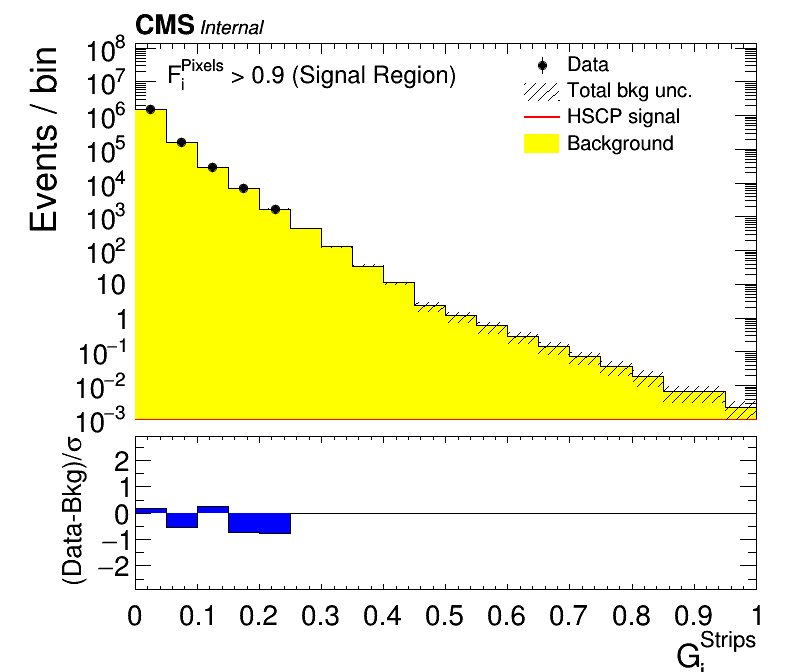 CMS Internal
F_i^Pixels > 0.9 (Signal Region)
Data
Total bkg unc.
HSCP signal
Background
Events / bin
10^8
10^7
10^6
10^5
10^4
10^3
10^2
10
1
10^−1
10^−2
10^−3
(Data-Bkg)/σ
2
1
0
−1
−2
0 0.1 0.2 0.3 0.4 0.5 0.6 0.7 0.8 0.9 1
G_i^Strips